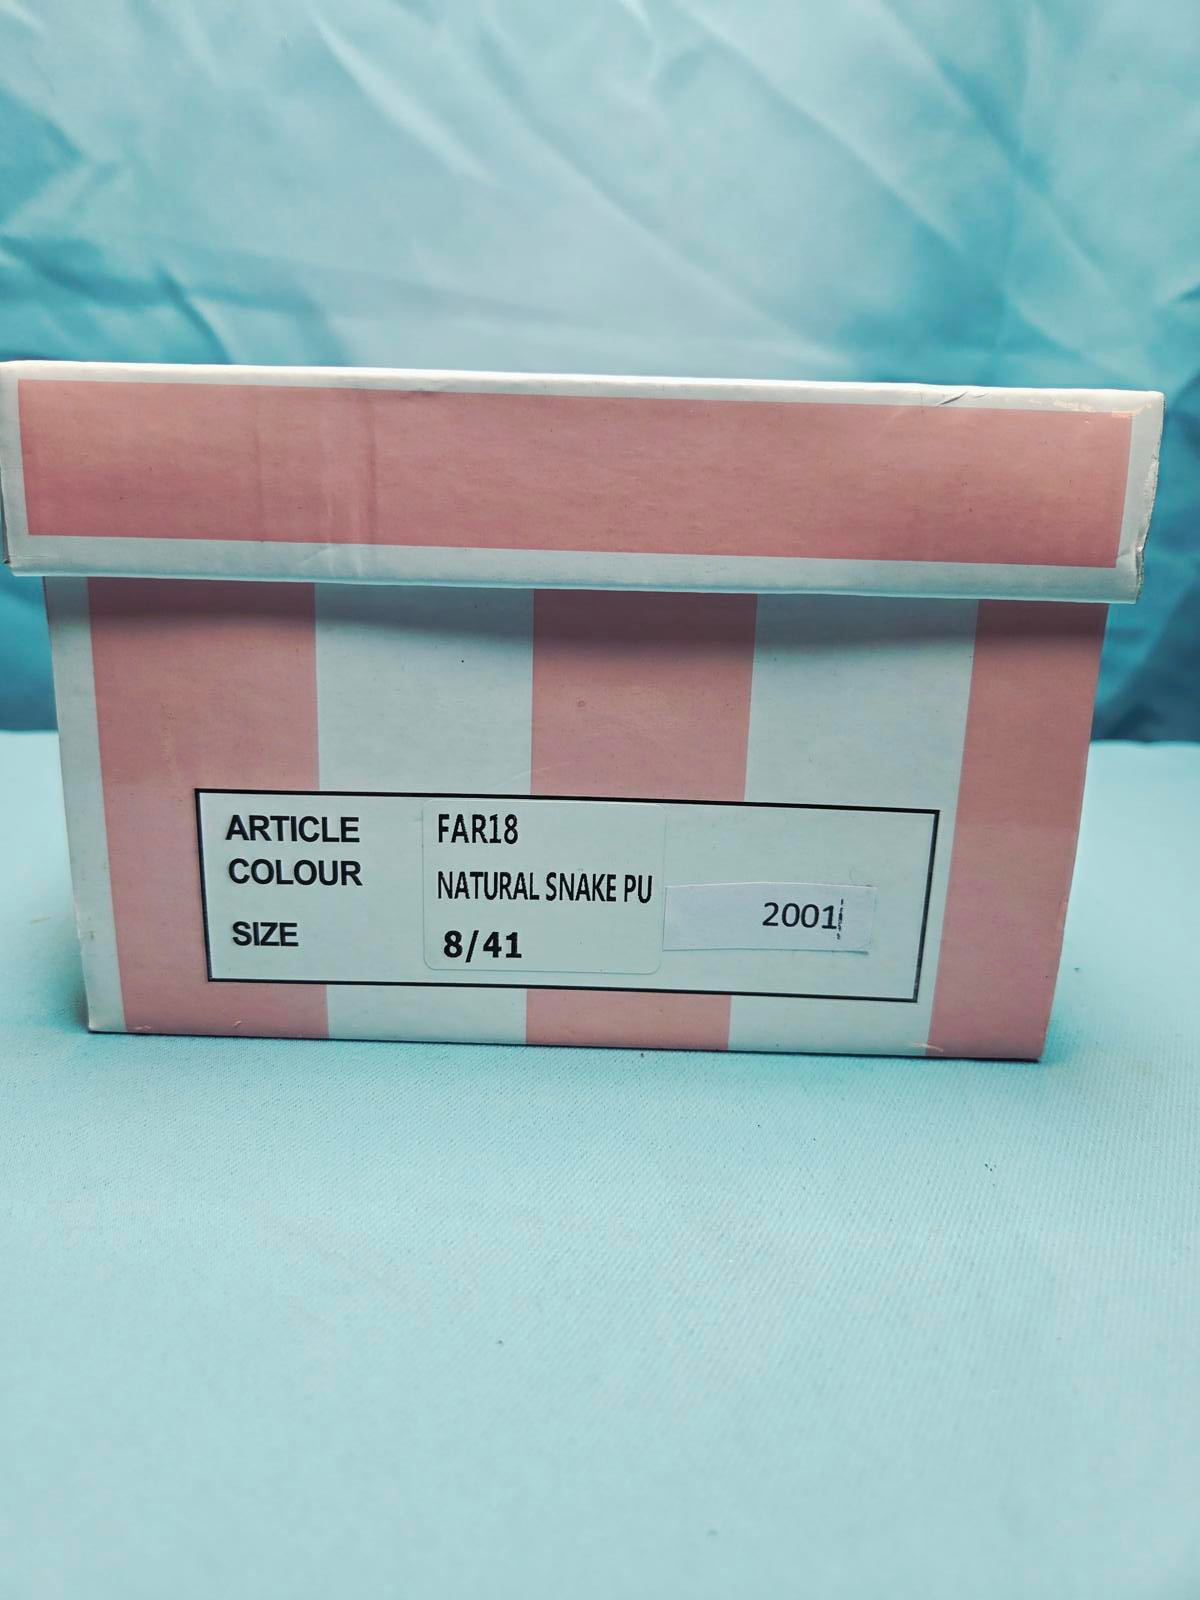 ARTICLE FAR18
COLOUR NATURAL SNAKE PU
2001
SIZE 8/41